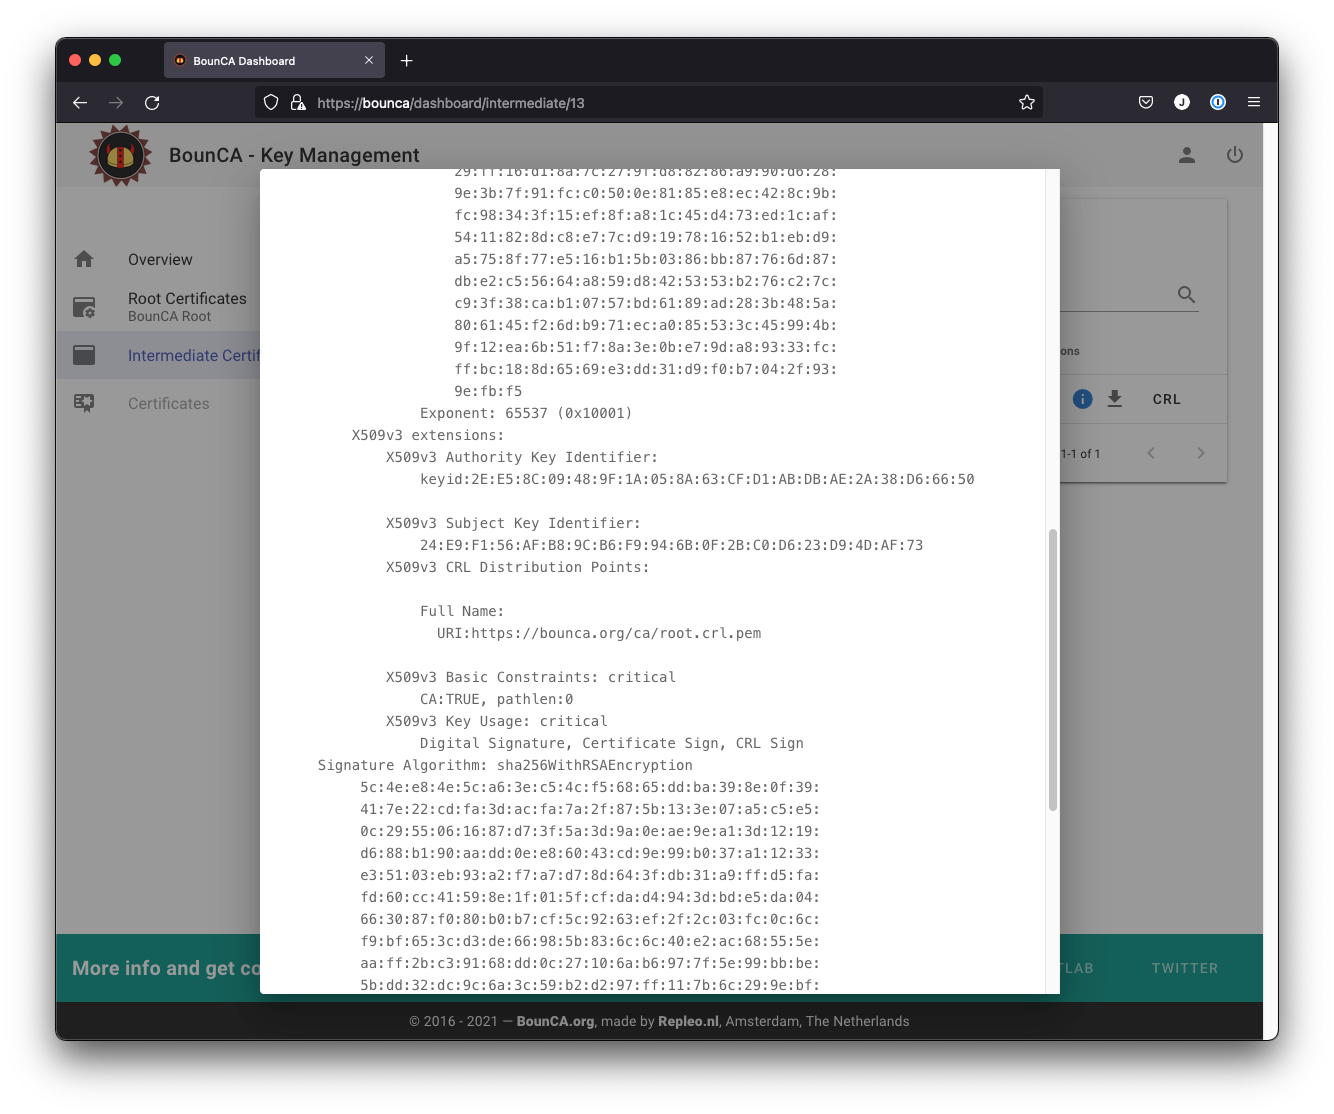 BounCA Dashboard
https://bounca/dashboard/intermediate/13
J
BounCA - Key Management
Overview
Root Certificates
BounCA Root
Intermediate Certif
Certificates
29:ff:16:d1:8a:7c:27:9f:d8:82:86:a9:90:d6:28:
9e:3b:7f:91:fc:c0:50:0e:81:85:e8:ec:42:8c:9b:
fc:98:34:3f:15:ef:8f:a8:1c:45:d4:73:ed:1c:af:
54:11:82:8d:c8:e7:7c:d9:19:78:16:52:b1:eb:d9:
a5:75:8f:77:e5:16:b1:5b:03:86:bb:87:76:6d:87:
db:e2:c5:56:64:a8:59:d8:42:53:53:b2:76:c2:7c:
c9:3f:38:ca:b1:07:57:bd:61:89:ad:28:3b:48:5a:
80:61:45:f2:6d:b9:71:ec:a0:85:53:3c:45:99:4b:
9f:12:ea:6b:51:f7:8a:3e:0b:e7:9d:a8:93:33:fc:
ff:bc:18:8d:65:69:e3:dd:31:d9:f0:b7:04:2f:93:
9e:fb:f5
Exponent: 65537 (0x10001)
X509v3 extensions:
X509v3 Authority Key Identifier:
keyid:2E:E5:8C:09:48:9F:1A:05:8A:63:CF:D1:AB:DB:AE:2A:38:D6:66:50
X509v3 Subject Key Identifier:
24:E9:F1:56:AF:B8:9C:B6:F9:94:6B:0F:2B:C0:D6:23:D9:4D:AF:73
X509v3 CRL Distribution Points:
Full Name:
URI:https://bounca.org/ca/root.crl.pem
X509v3 Basic Constraints: critical
CA:TRUE, pathlen:0
X509v3 Key Usage: critical
Digital Signature, Certificate Sign, CRL Sign
Signature Algorithm: sha256WithRSAEncryption
5c:4e:e8:4e:5c:a6:3e:c5:4c:f5:68:65:dd:ba:39:8e:0f:39:
41:7e:22:cd:fa:3d:ac:fa:7a:2f:87:5b:13:3e:07:a5:c5:e5:
0c:29:55:06:16:87:d7:3f:5a:3d:9a:0e:ae:9e:a1:3d:12:19:
d6:88:b1:90:aa:dd:0e:e8:60:43:cd:9e:99:b0:37:a1:12:33:
e3:51:03:eb:93:a2:f7:a7:d7:8d:64:3f:db:31:a9:ff:d5:fa:
fd:60:cc:41:59:8e:1f:01:5f:cf:da:d4:94:3d:bd:e5:da:04:
66:30:87:f0:80:b0:b7:cf:5c:92:63:ef:2f:2c:03:fc:0c:6c:
f9:bf:65:3c:d3:de:66:98:5b:83:6c:6c:40:e2:ac:68:55:5e:
aa:ff:2b:c3:91:68:dd:0c:27:10:6a:b6:97:7f:5e:99:bb:be:
5b:dd:32:dc:9c:6a:3c:59:b2:d2:97:ff:11:7b:6c:29:9e:bf:
ons
CRL
1-1 of 1
More info and get co
TLAB
TWITTER
© 2016 - 2021 — BounCA.org, made by Repleo.nl, Amsterdam, The Netherlands